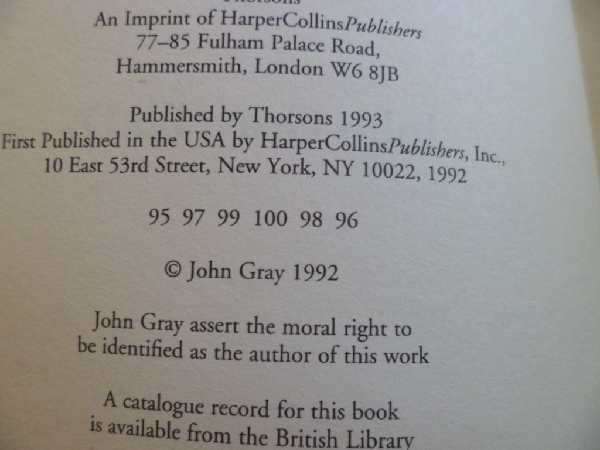 Thorsons
An Imprint of HarperCollinsPublishers
77–85 Fulham Palace Road,
Hammersmith, London W6 8JB
Published by Thorsons 1993
First Published in the USA by HarperCollinsPublishers, Inc.,
10 East 53rd Street, New York, NY 10022, 1992
95 97 99 100 98 96
© John Gray 1992
John Gray assert the moral right to
be identified as the author of this work
A catalogue record for this book
is available from the British Library